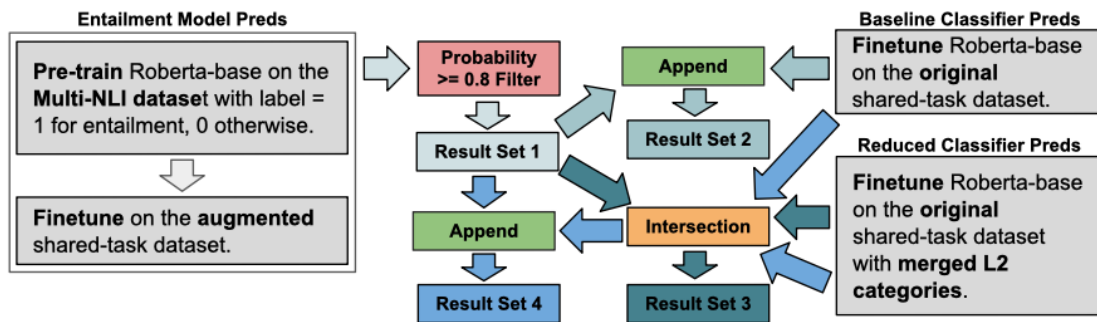 Entailment Model Preds
Pre-train Roberta-base on the
Multi-NLI dataset with label =
1 for entailment, 0 otherwise.
Finetune on the augmented
shared-task dataset.
Probability
>= 0.8 Filter
Result Set 1
Append
Result Set 4
Append
Result Set 2
Intersection
Result Set 3
Baseline Classifier Preds
Finetune Roberta-base
on the original
shared-task dataset.
Reduced Classifier Preds
Finetune Roberta-base
on the original
shared-task dataset
with merged L2
categories.